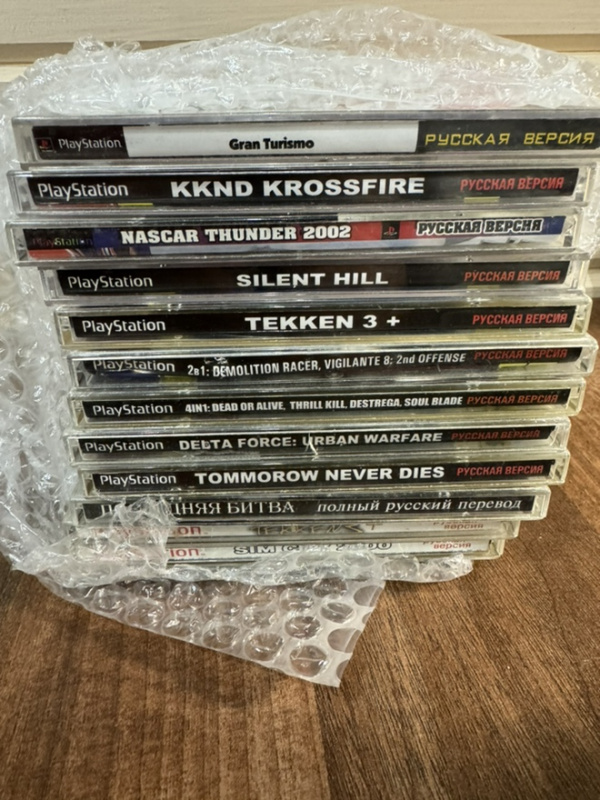 PlayStation Gran Turismo РУССКАЯ ВЕРСИЯ
PlayStation KKND KROSSFIRE РУССКАЯ ВЕРСИЯ
PlayStation NASCAR THUNDER 2002 РУССКАЯ ВЕРСИЯ
PlayStation SILENT HILL РУССКАЯ ВЕРСИЯ
PlayStation TEKKEN 3 + РУССКАЯ ВЕРСИЯ
PlayStation 2в1: DEMOLITION RACER, VIGILANTE 8: 2nd OFFENSE РУССКАЯ ВЕРСИЯ
PlayStation 4IN1: DEAD OR ALIVE, THRILL KILL, DESTREGA, SOUL BLADE РУССКАЯ ВЕРСИЯ
PlayStation DELTA FORCE: URBAN WARFARE РУССКАЯ ВЕРСИЯ
PlayStation TOMMOROW NEVER DIES РУССКАЯ ВЕРСИЯ
БИТВА полный русский перевод
версия
версия